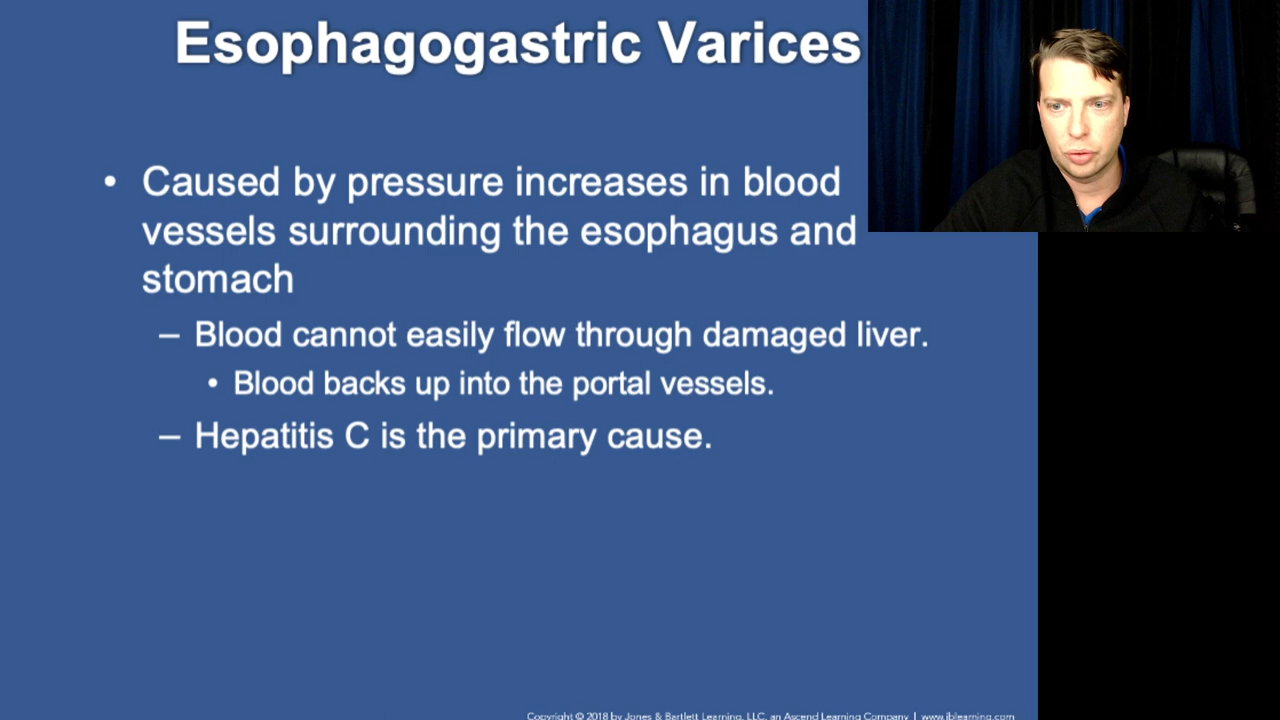 Esophagogastric Varices
• Caused by pressure increases in blood
vessels surrounding the esophagus and
stomach
– Blood cannot easily flow through damaged liver.
• Blood backs up into the portal vessels.
– Hepatitis C is the primary cause.
Copyright © 2018 by Jones & Bartlett Learning, LLC, an Ascend Learning Company | www.jblearning.com